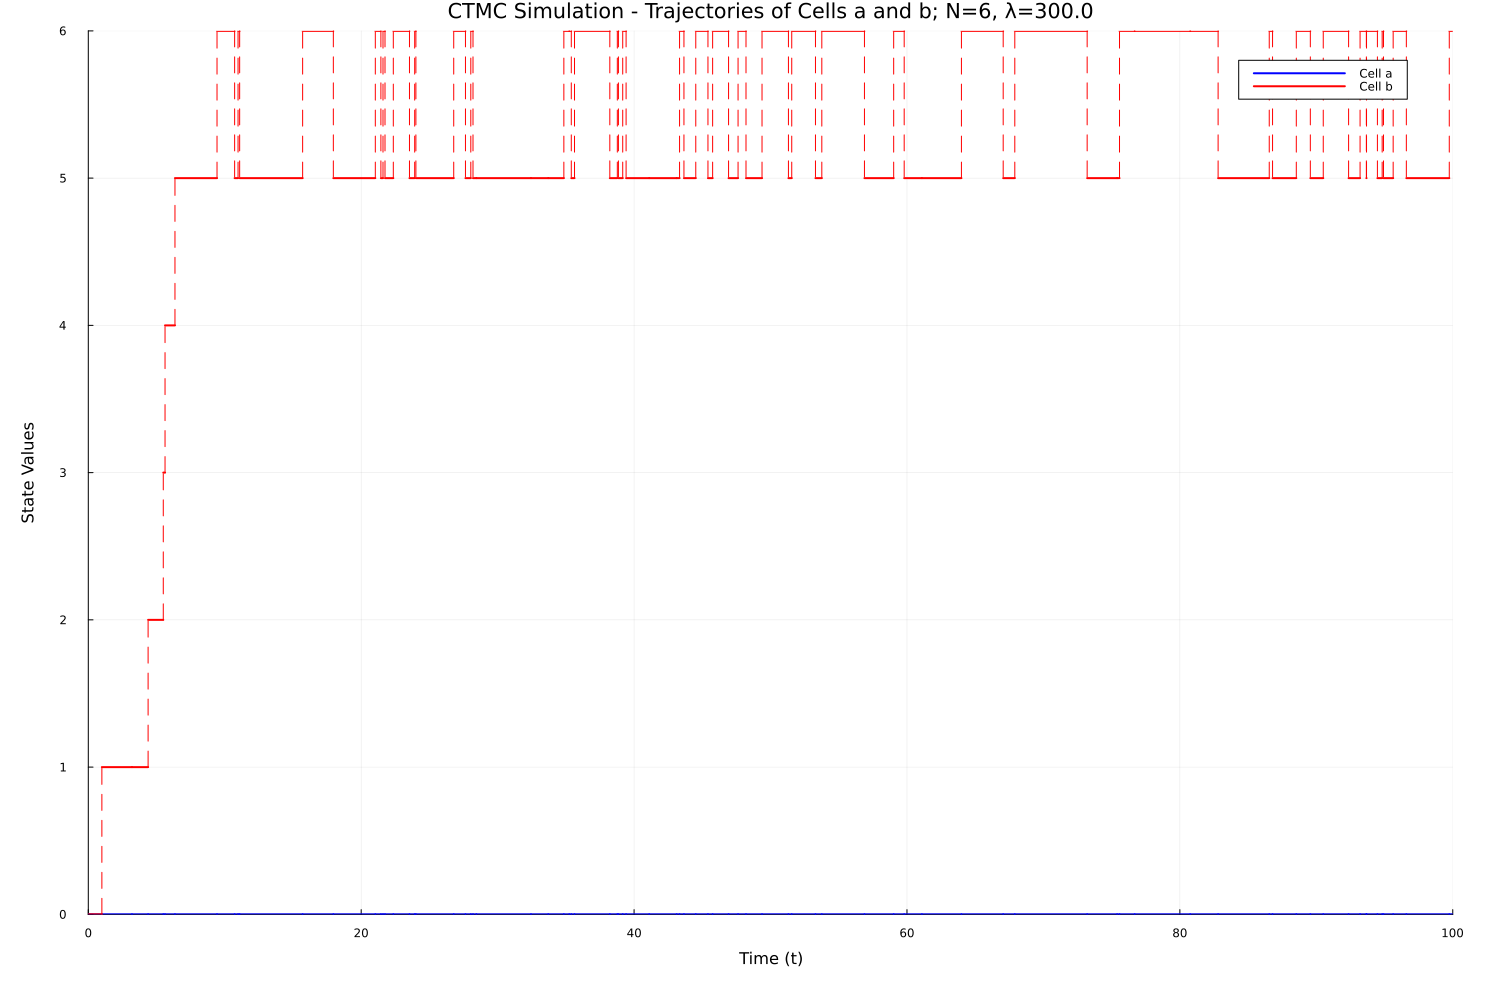 CTMC Simulation - Trajectories of Cells a and b; N=6, λ=300.0
6
Cell a
Cell b
5
4
State Values
3
2
1
0
0 20 40 60 80 100
Time (t)